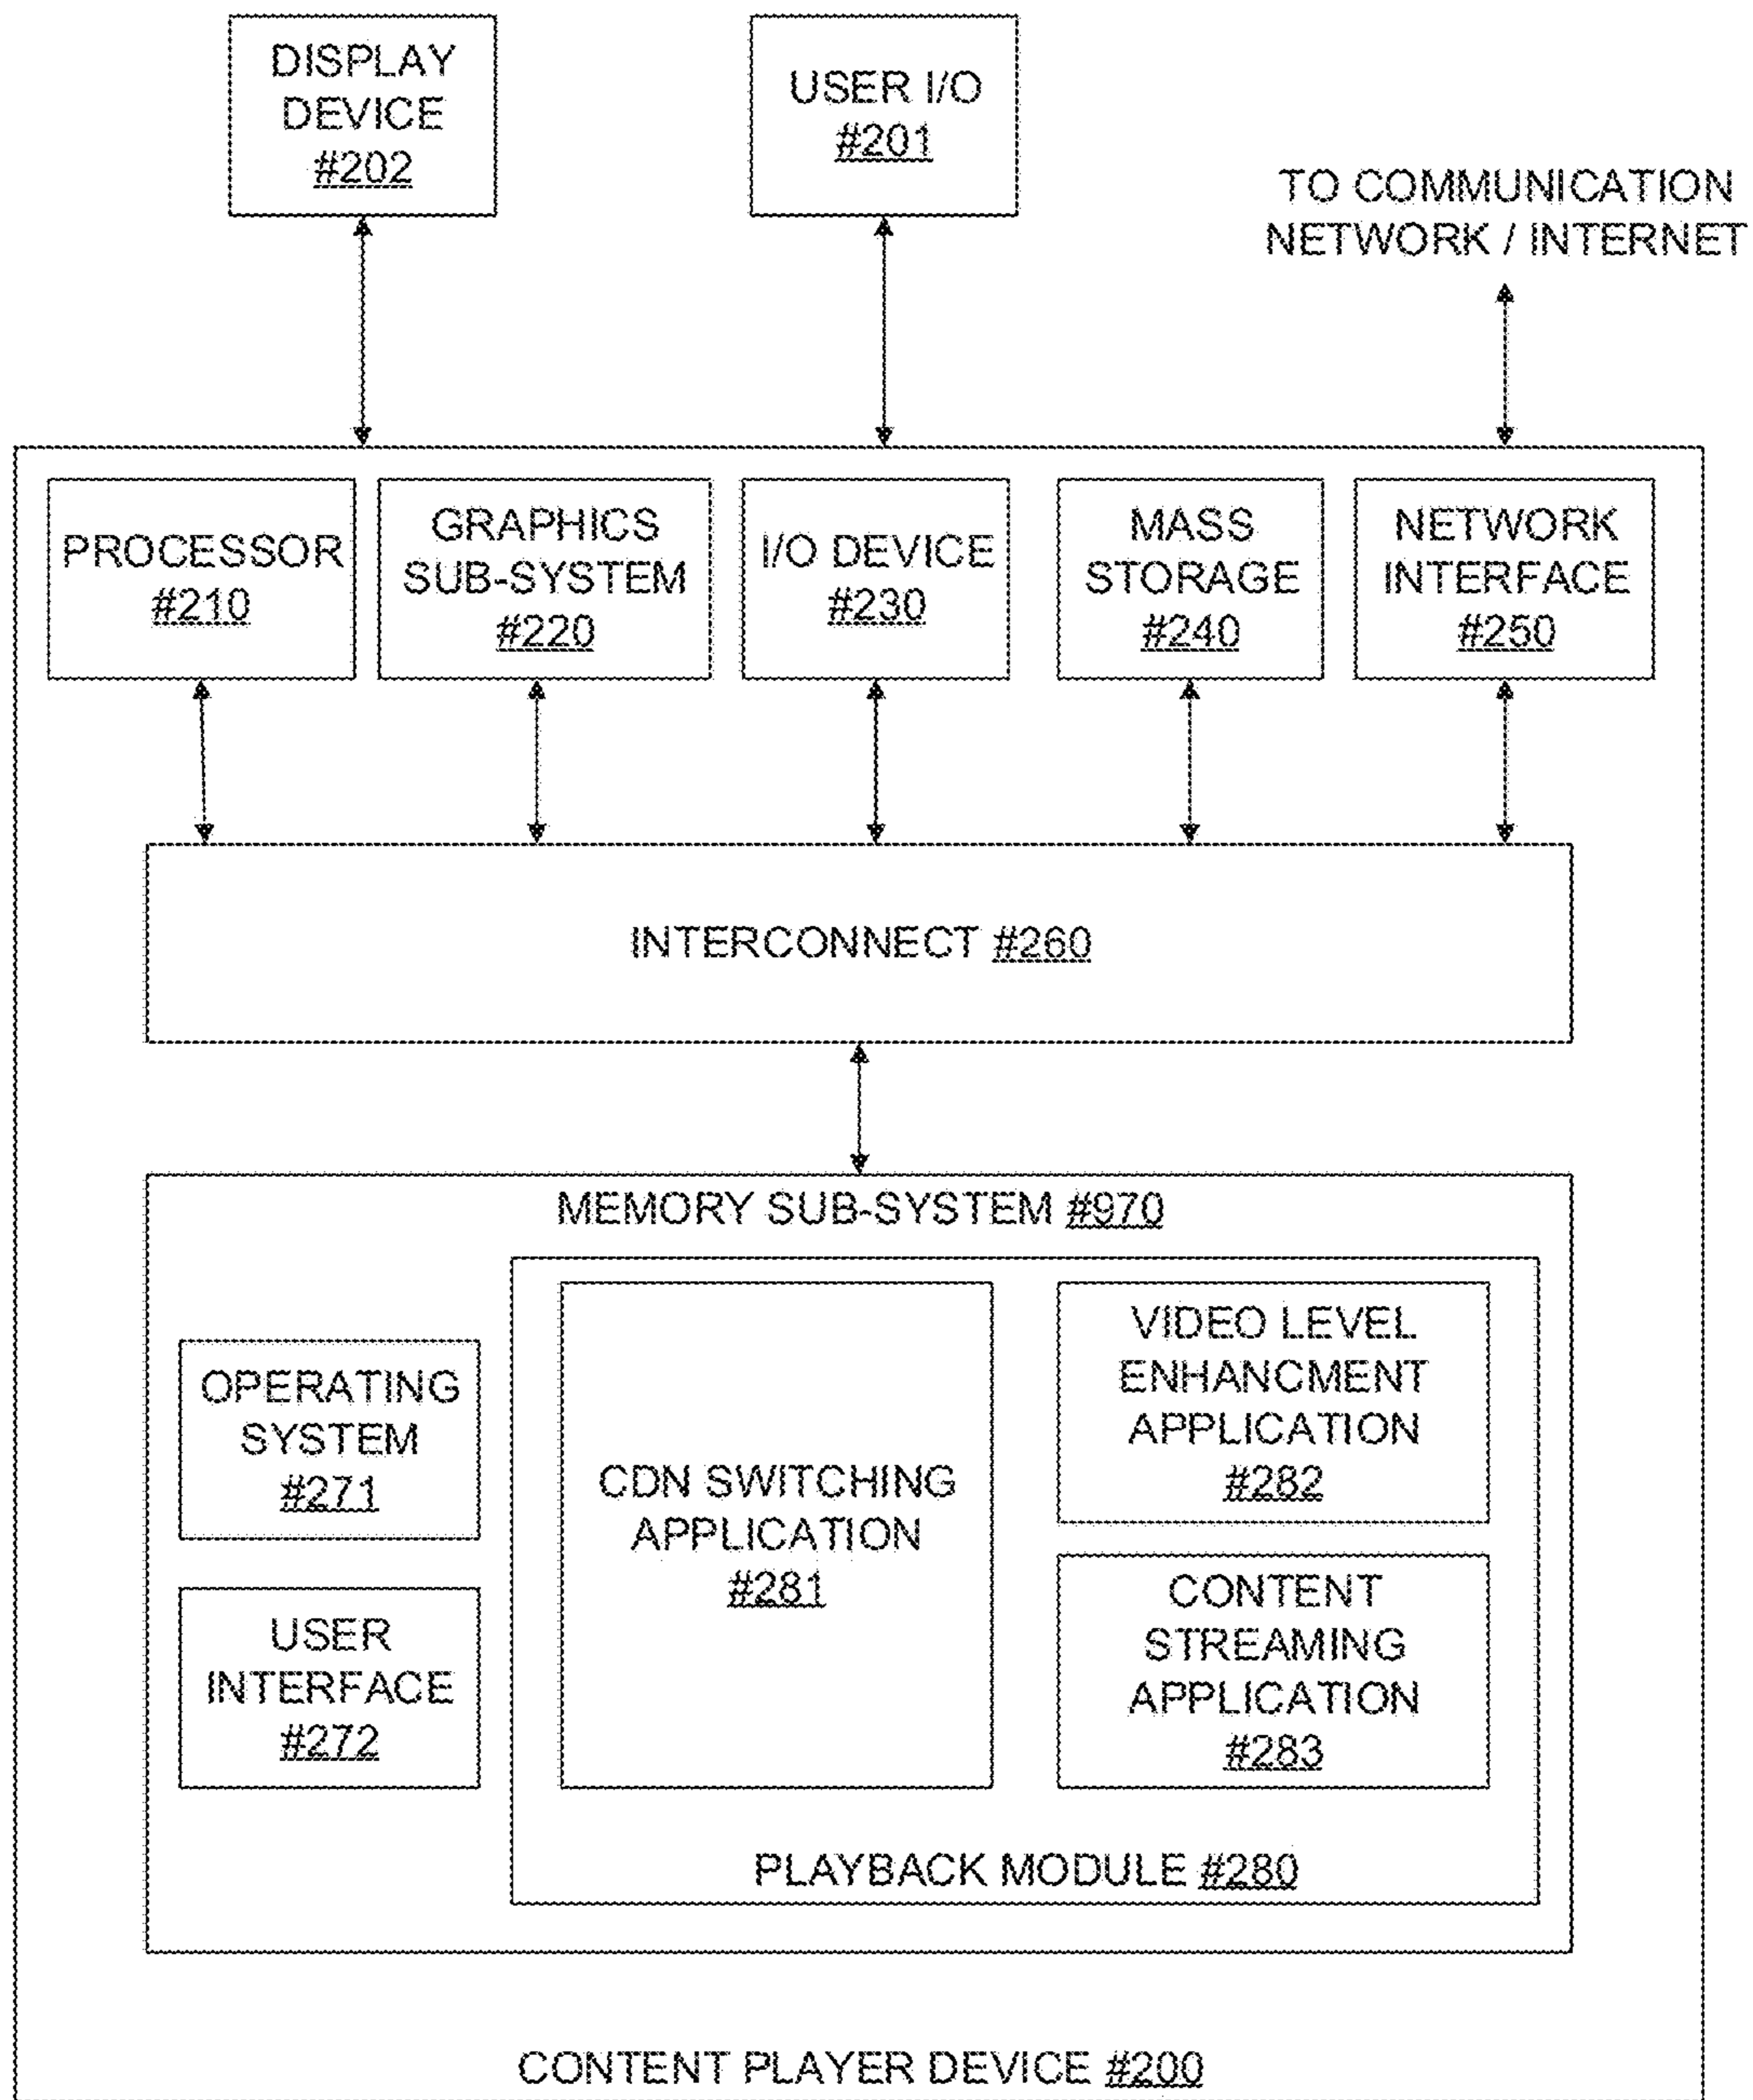 DISPLAY
DEVICE
#202
USER I/O
#201
TO COMMUNICATION
NETWORK / INTERNET
PROCESSOR
#210
GRAPHICS
SUB-SYSTEM
#220
I/O DEVICE
#230
MASS
STORAGE
#240
NETWORK
INTERFACE
#250
INTERCONNECT #260
MEMORY SUB-SYSTEM #970
OPERATING
SYSTEM
#271
USER
INTERFACE
#272
CDN SWITCHING
APPLICATION
#281
VIDEO LEVEL
ENHANCMENT
APPLICATION
#282
CONTENT
STREAMING
APPLICATION
#283
PLAYBACK MODULE #280
CONTENT PLAYER DEVICE #200